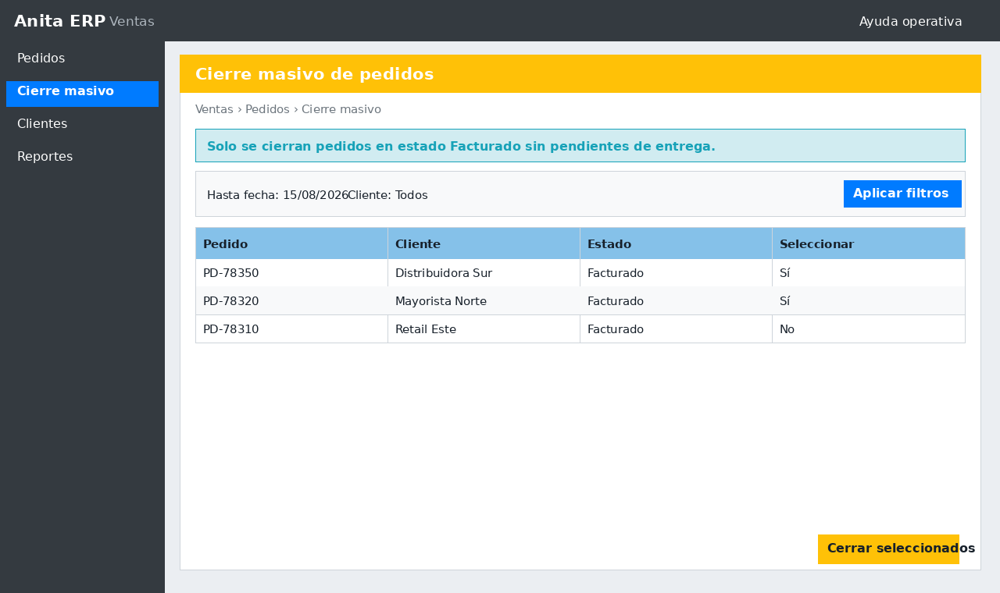 Anita ERP Ventas
Ayuda operativa
Pedidos
Cierre masivo
Clientes
Reportes
Cierre masivo de pedidos
Ventas › Pedidos › Cierre masivo
Solo se cierran pedidos en estado Facturado sin pendientes de entrega.
Hasta fecha: 15/08/2026 Cliente: Todos
Aplicar filtros
Pedido Cliente Estado Seleccionar
PD-78350 Distribuidora Sur Facturado Sí
PD-78320 Mayorista Norte Facturado Sí
PD-78310 Retail Este Facturado No
Cerrar seleccionados